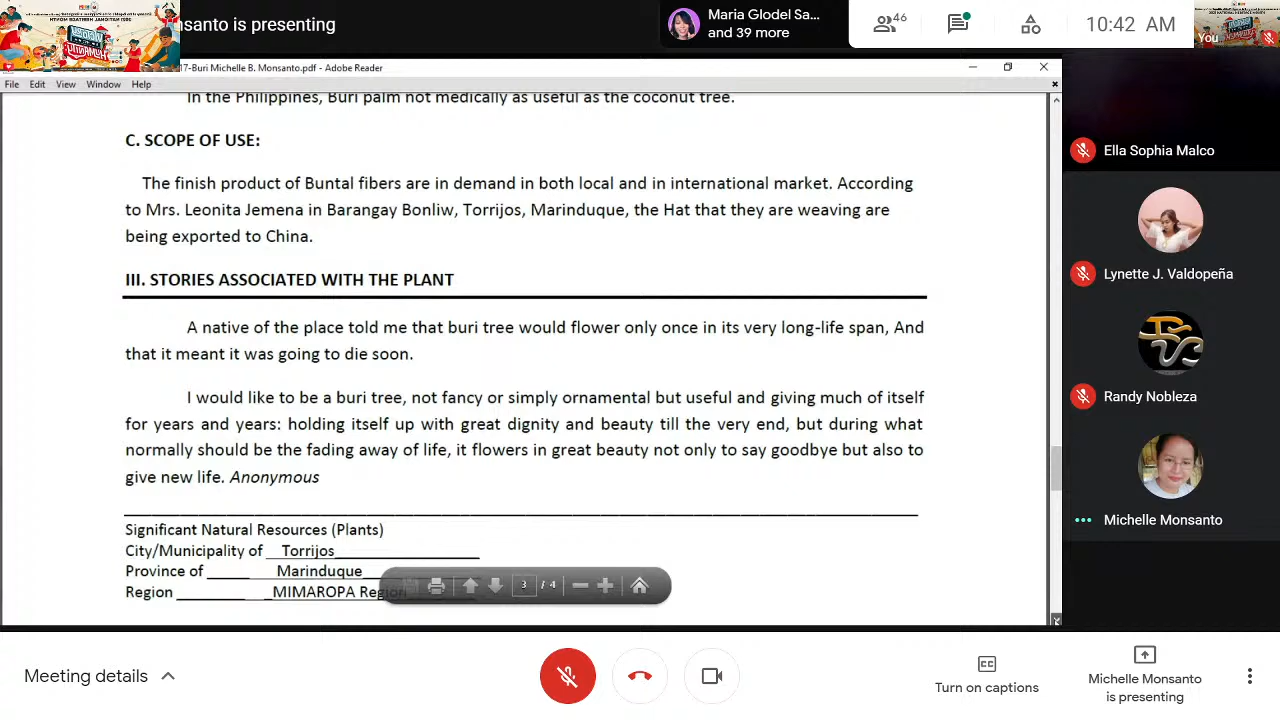 nsanto is presenting
Maria Glodel Sa...
and 39 more
46
10:42 AM
You
17-Buri Michelle B. Monsanto.pdf - Adobe Reader
File Edit View Window Help
In the Philippines, Buri palm not medically as useful as the coconut tree.
C. SCOPE OF USE:
The finish product of Buntal fibers are in demand in both local and in international market. According
to Mrs. Leonita Jemena in Barangay Bonliw, Torrijos, Marinduque, the Hat that they are weaving are
being exported to China.
III. STORIES ASSOCIATED WITH THE PLANT
A native of the place told me that buri tree would flower only once in its very long-life span, And
that it meant it was going to die soon.
I would like to be a buri tree, not fancy or simply ornamental but useful and giving much of itself
for years and years: holding itself up with great dignity and beauty till the very end, but during what
normally should be the fading away of life, it flowers in great beauty not only to say goodbye but also to
give new life. Anonymous
Significant Natural Resources (Plants)
City/Municipality of Torrijos
Province of Marinduque
Region MIMAROPA Region
3 / 4
Ella Sophia Malco
Lynette J. Valdopeña
Randy Nobleza
Michelle Monsanto
Meeting details
CC
Turn on captions
Michelle Monsanto
is presenting